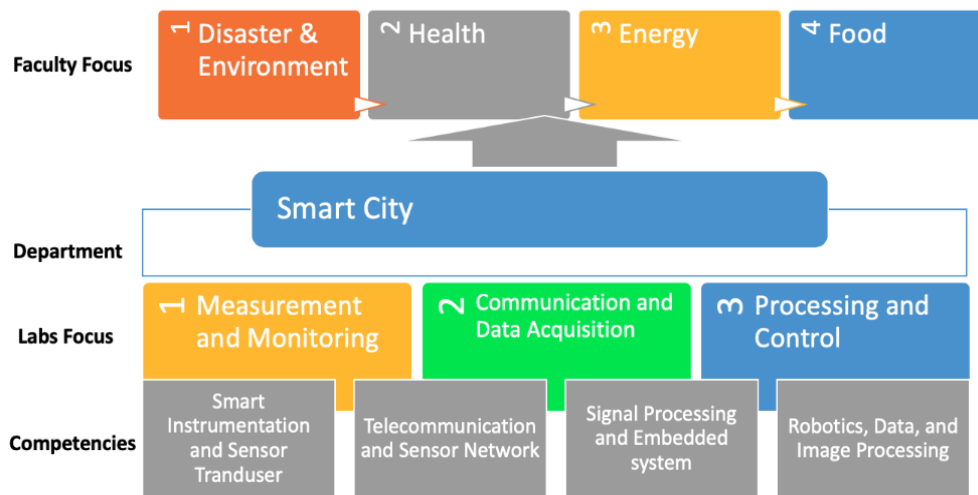 Faculty Focus
1 Disaster &
Environment
2 Health
3 Energy
4 Food
Smart City
Department
Labs Focus
1 Measurement
and Monitoring
2 Communication and
Data Acquisition
3 Processing and
Control
Competencies
Smart
Instrumentation
and Sensor
Tranduser
Telecommunication
and Sensor Network
Signal Processing
and Embedded
system
Robotics, Data, and
Image Processing